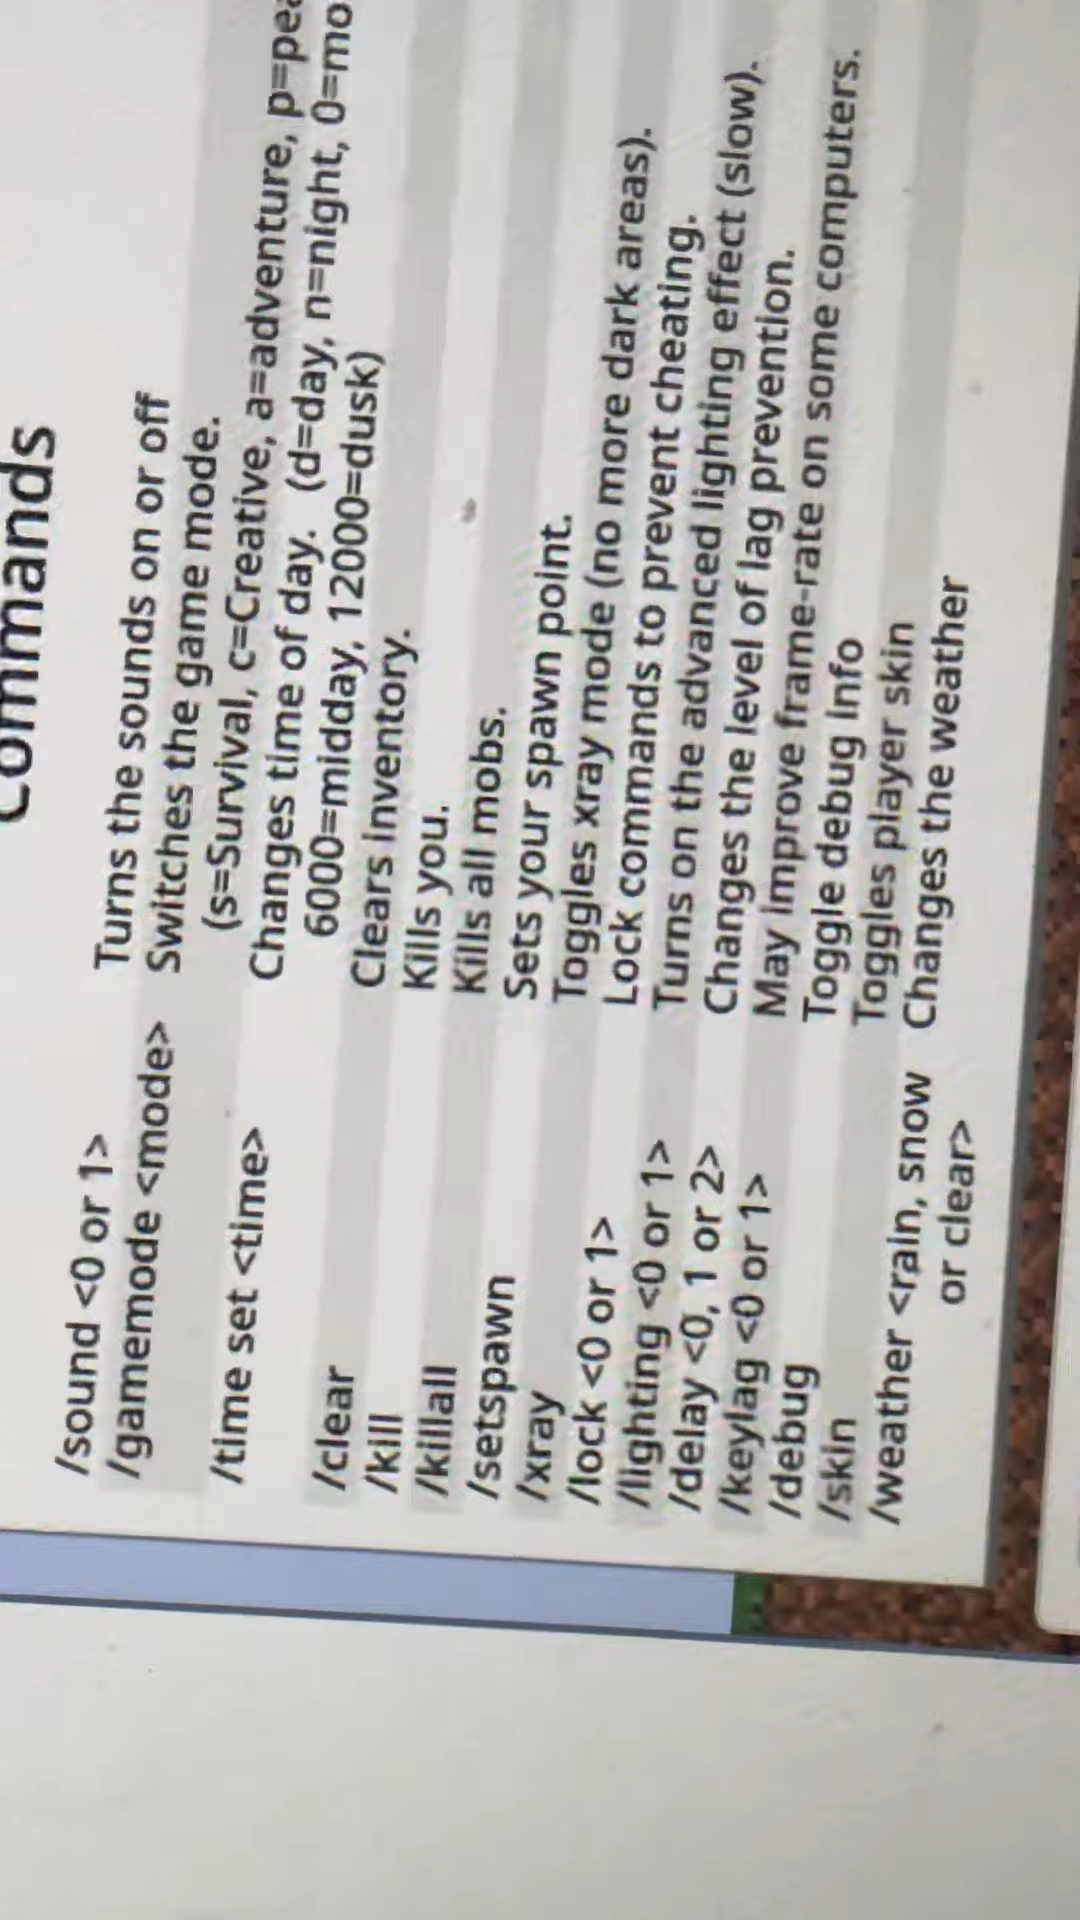 Commands
/sound <0 or 1> Turns the sounds on or off
/gamemode <mode> Switches the game mode.
(s=Survival, c=Creative, a=adventure, p=pea
/time set <time> Changes time of day. (d=day, n=night, 0=mo
6000=midday, 12000=dusk)
/clear Clears inventory.
/kill Kills you.
/killall Kills all mobs.
/setspawn Sets your spawn point.
/xray Toggles xray mode (no more dark areas).
/lock <0 or 1> Lock commands to prevent cheating.
/lighting <0 or 1> Turns on the advanced lighting effect (slow).
/delay <0, 1 or 2> Changes the level of lag prevention.
/keylag <0 or 1> May improve frame-rate on some computers.
/debug Toggle debug info
/skin Toggles player skin
/weather <rain, snow Changes the weather
or clear>